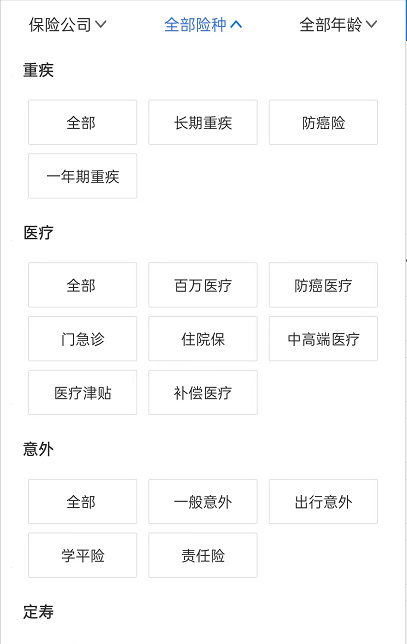 保险公司 全部险种 全部年龄
重疾
全部 长期重疾 防癌险
一年期重疾
医疗
全部 百万医疗 防癌医疗
门急诊 住院保 中高端医疗
医疗津贴 补偿医疗
意外
全部 一般意外 出行意外
学平险 责任险
定寿